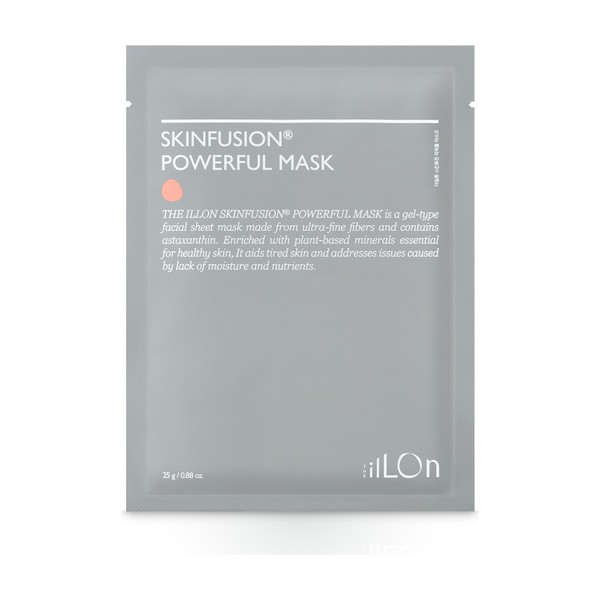 SKINFUSION®
POWERFUL MASK
THE ILLON SKINFUSION® POWERFUL MASK is a gel-type
facial sheet mask made from ultra-fine fibers and contains
astaxanthin. Enriched with plant-based minerals essential
for healthy skin, It aids tired skin and addresses issues caused
by lack of moisture and nutrients.
25 g / 0.88 oz.
THE illOn